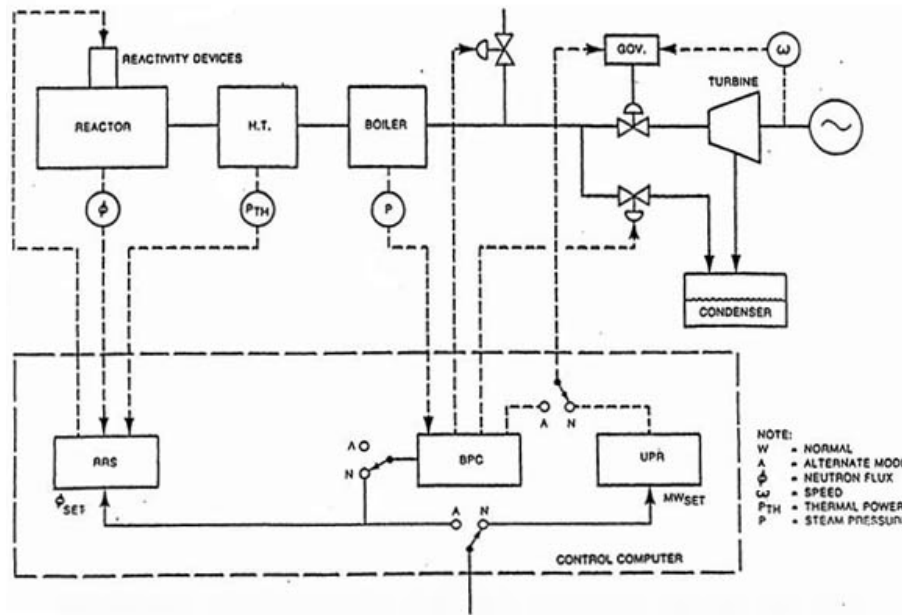 REACTIVITY DEVICES
GOV.
ω
TURBINE
REACTOR
H.T.
BOILER
~
ϕ
PTH
P
CONDENSER
RRS
ϕSET
A
N
BPC
A
N
A
N
UPR
MWSET
CONTROL COMPUTER
NOTE:
W = NORMAL
A = ALTERNATE MODE
ϕ = NEUTRON FLUX
ω = SPEED
PTH = THERMAL POWER
P = STEAM PRESSURE